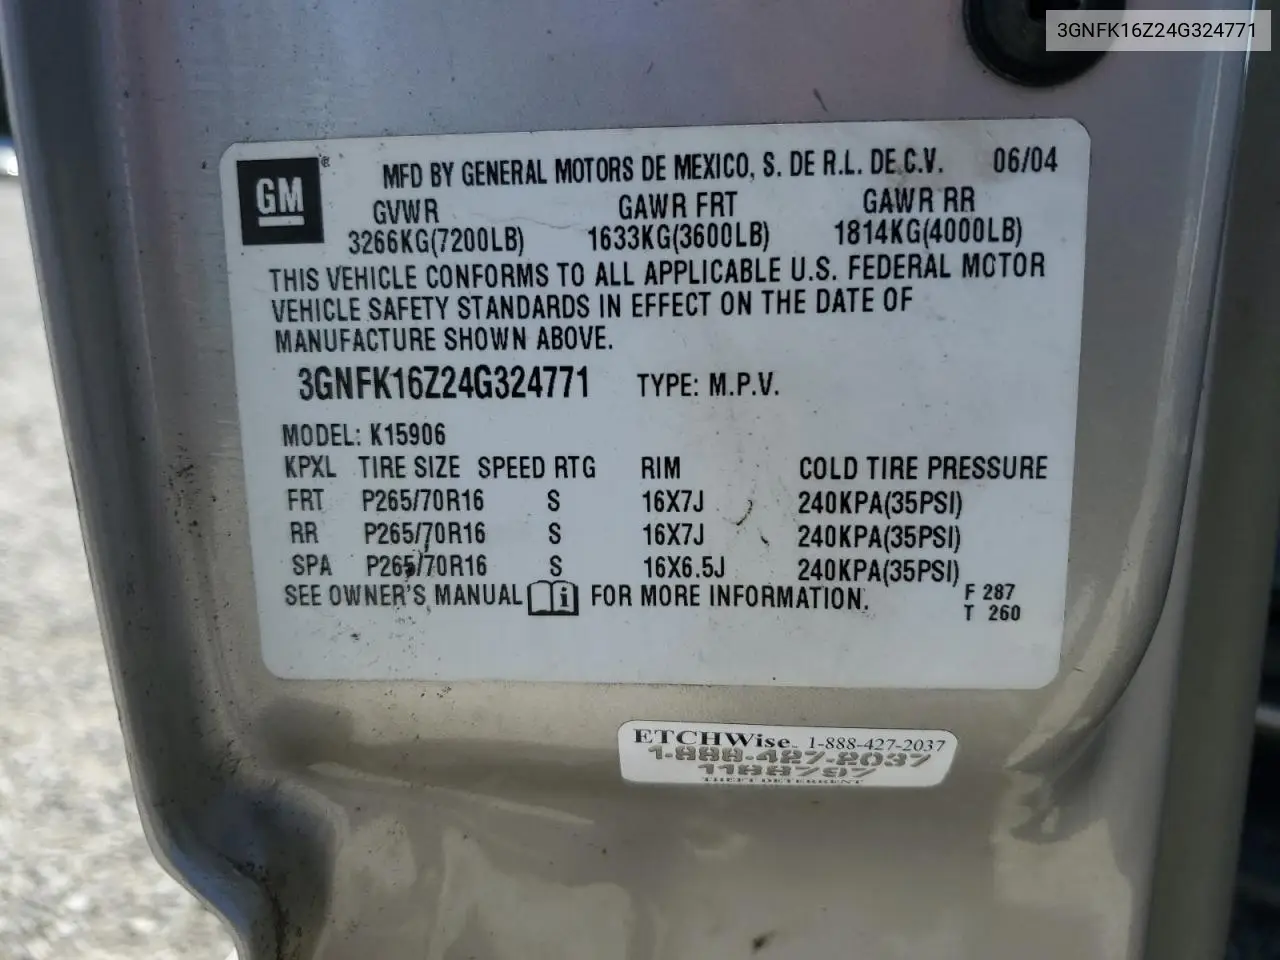 3GNFK16Z24G324771
GM ® MFD BY GENERAL MOTORS DE MEXICO, S. DE R.L. DE C.V. 06/04
GVWR GAWR FRT GAWR RR
3266KG(7200LB) 1633KG(3600LB) 1814KG(4000LB)
THIS VEHICLE CONFORMS TO ALL APPLICABLE U.S. FEDERAL MOTOR
VEHICLE SAFETY STANDARDS IN EFFECT ON THE DATE OF
MANUFACTURE SHOWN ABOVE.
3GNFK16Z24G324771 TYPE: M.P.V.
MODEL: K15906
KPXL TIRE SIZE SPEED RTG RIM COLD TIRE PRESSURE
FRT P265/70R16 S 16X7J 240KPA(35PSI)
RR P265/70R16 S 16X7J 240KPA(35PSI)
SPA P265/70R16 S 16X6.5J 240KPA(35PSI)
SEE OWNER'S MANUAL i FOR MORE INFORMATION. F 287
T 260
ETCHWise 1-888-427-2037
1-888-427-2037
1188797
THEFT DETERRENT